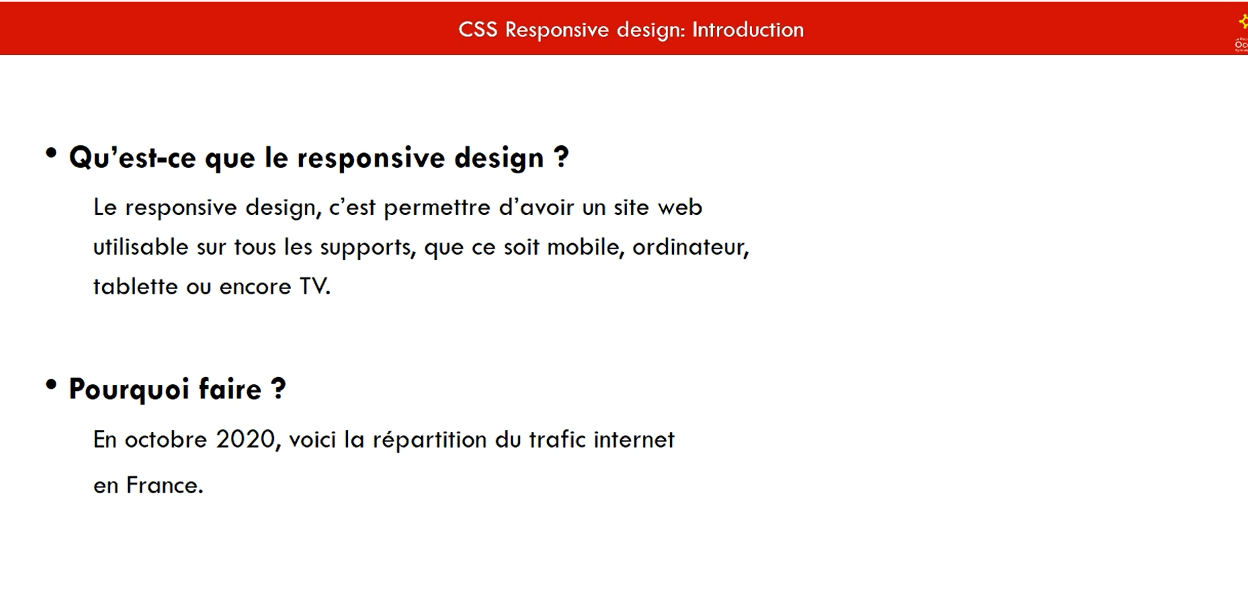 CSS Responsive design: Introduction
• Qu’est-ce que le responsive design ?
Le responsive design, c’est permettre d’avoir un site web
utilisable sur tous les supports, que ce soit mobile, ordinateur,
tablette ou encore TV.
• Pourquoi faire ?
En octobre 2020, voici la répartition du trafic internet
en France.